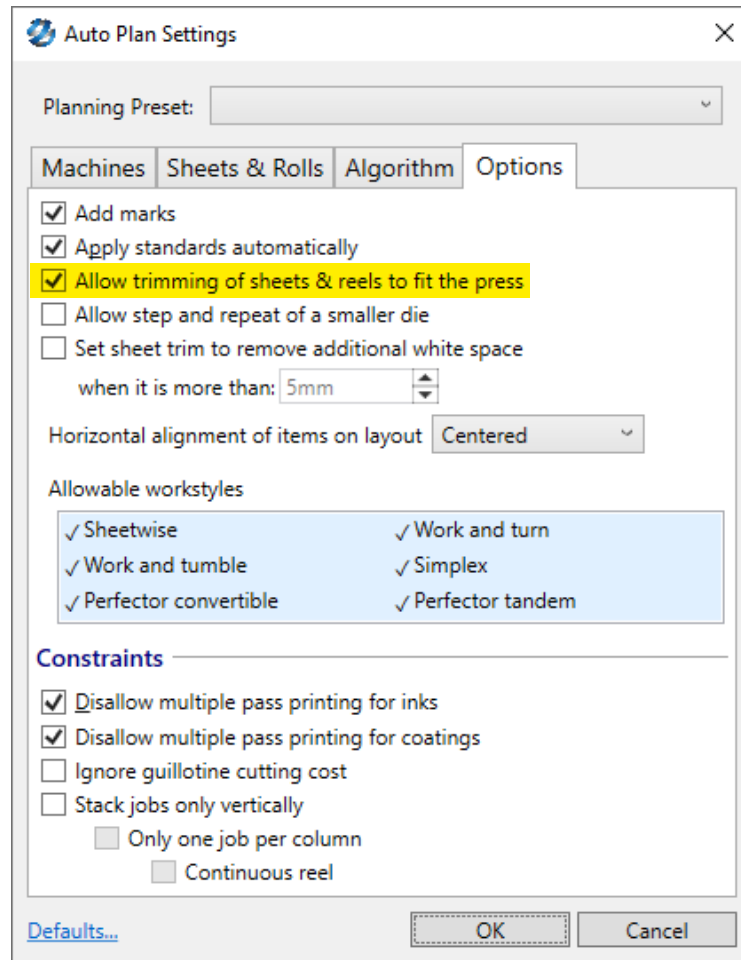 Auto Plan Settings
Planning Preset:
Machines Sheets & Rolls Algorithm Options
Add marks
Apply standards automatically
Allow trimming of sheets & reels to fit the press
Allow step and repeat of a smaller die
Set sheet trim to remove additional white space
when it is more than: 5mm
Horizontal alignment of items on layout Centered
Allowable workstyles
Sheetwise Work and turn
Work and tumble Simplex
Perfector convertible Perfector tandem
Constraints
Disallow multiple pass printing for inks
Disallow multiple pass printing for coatings
Ignore guillotine cutting cost
Stack jobs only vertically
Only one job per column
Continuous reel
Defaults... OK Cancel